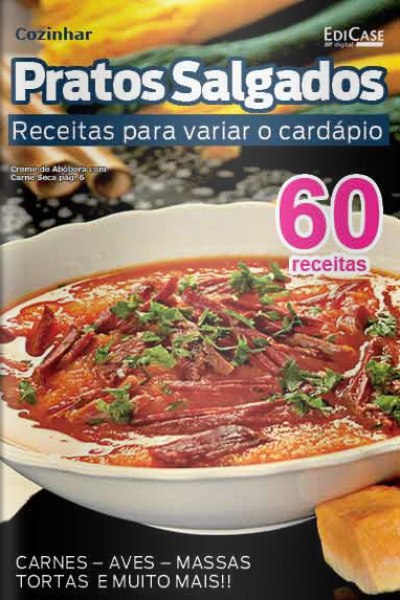 Cozinhar
EDICASE
digital
Pratos Salgados
Receitas para variar o cardápio
Creme de Abóbora com
Carne Seca pág. 6
60
receitas
CARNES – AVES – MASSAS
TORTAS E MUITO MAIS!!